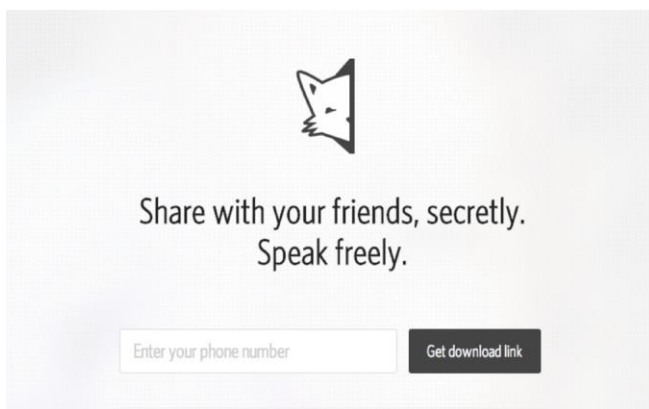 Share with your friends, secretly.
Speak freely.
Enter your phone number
Get download link